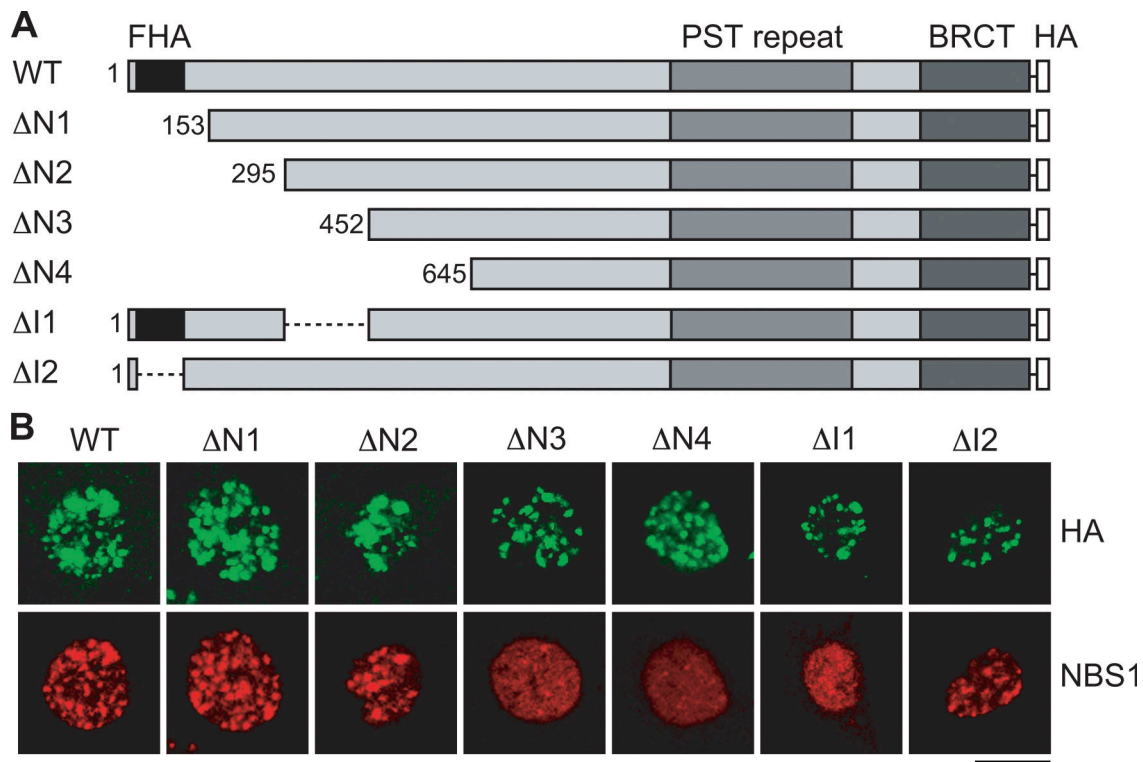 A
FHA PST repeat BRCT HA
WT 1
ΔN1 153
ΔN2 295
ΔN3 452
ΔN4 645
ΔI1 1
ΔI2 1
B
WT ΔN1 ΔN2 ΔN3 ΔN4 ΔI1 ΔI2
HA
NBS1